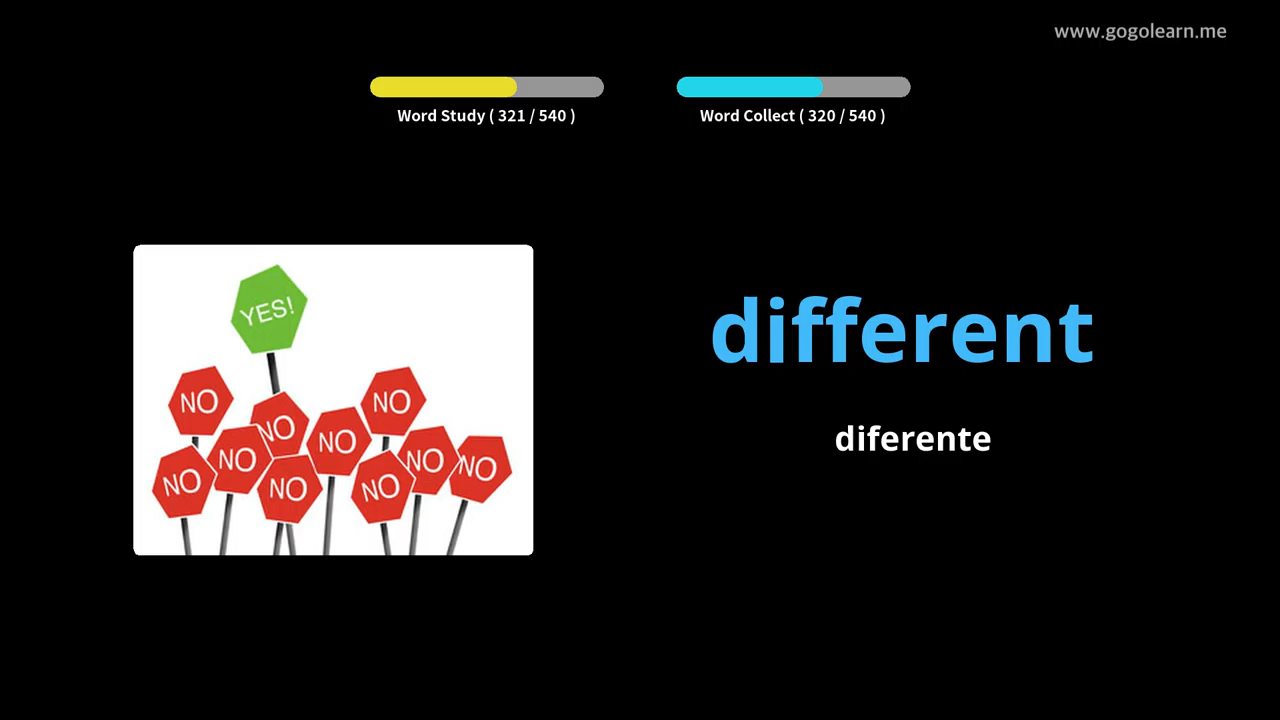 www.gogolearn.me
Word Study ( 321 / 540 )
Word Collect ( 320 / 540 )
YES!
NO
NO
NO
NO
NO
NO
NO
NO
NO
NO
different
diferente